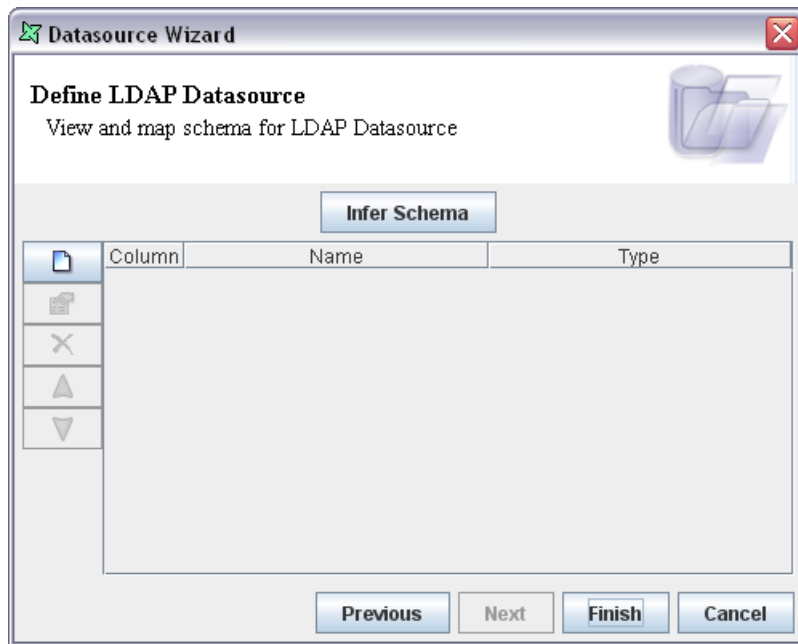 Datasource Wizard
Define LDAP Datasource
View and map schema for LDAP Datasource
Infer Schema
Column Name Type
Previous Next Finish Cancel